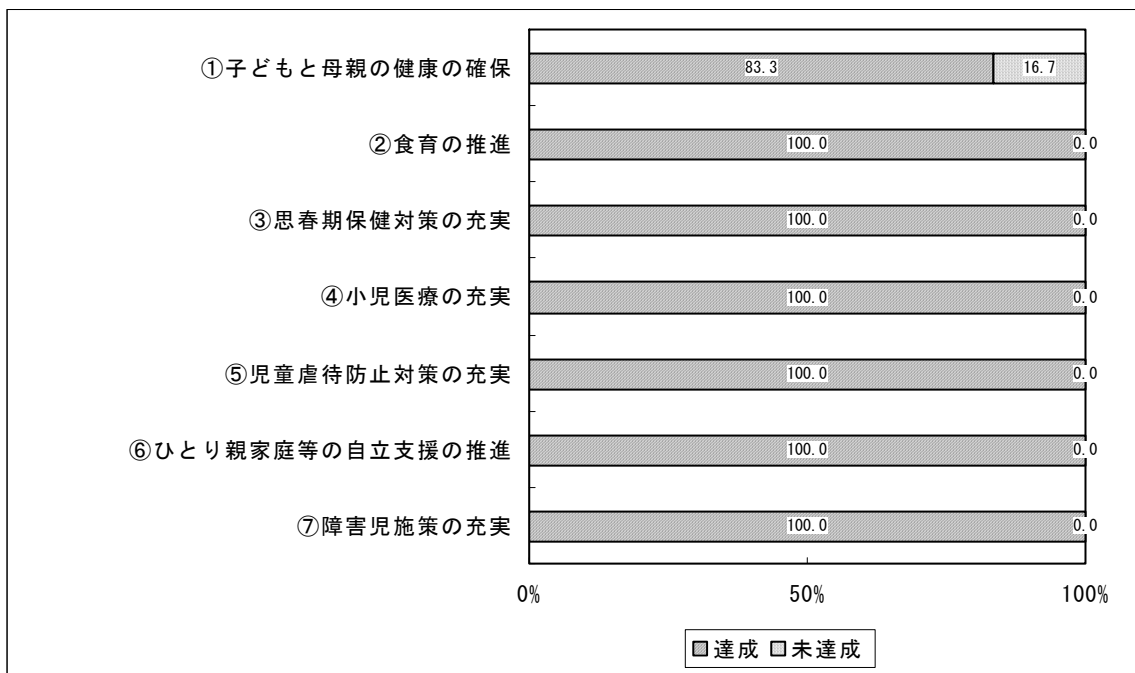 ①子どもと母親の健康の確保
83.3
16.7
②食育の推進
100.0
0.0
③思春期保健対策の充実
100.0
0.0
④小児医療の充実
100.0
0.0
⑤児童虐待防止対策の充実
100.0
0.0
⑥ひとり親家庭等の自立支援の推進
100.0
0.0
⑦障害児施策の充実
100.0
0.0
0%
50%
100%
達成 未達成